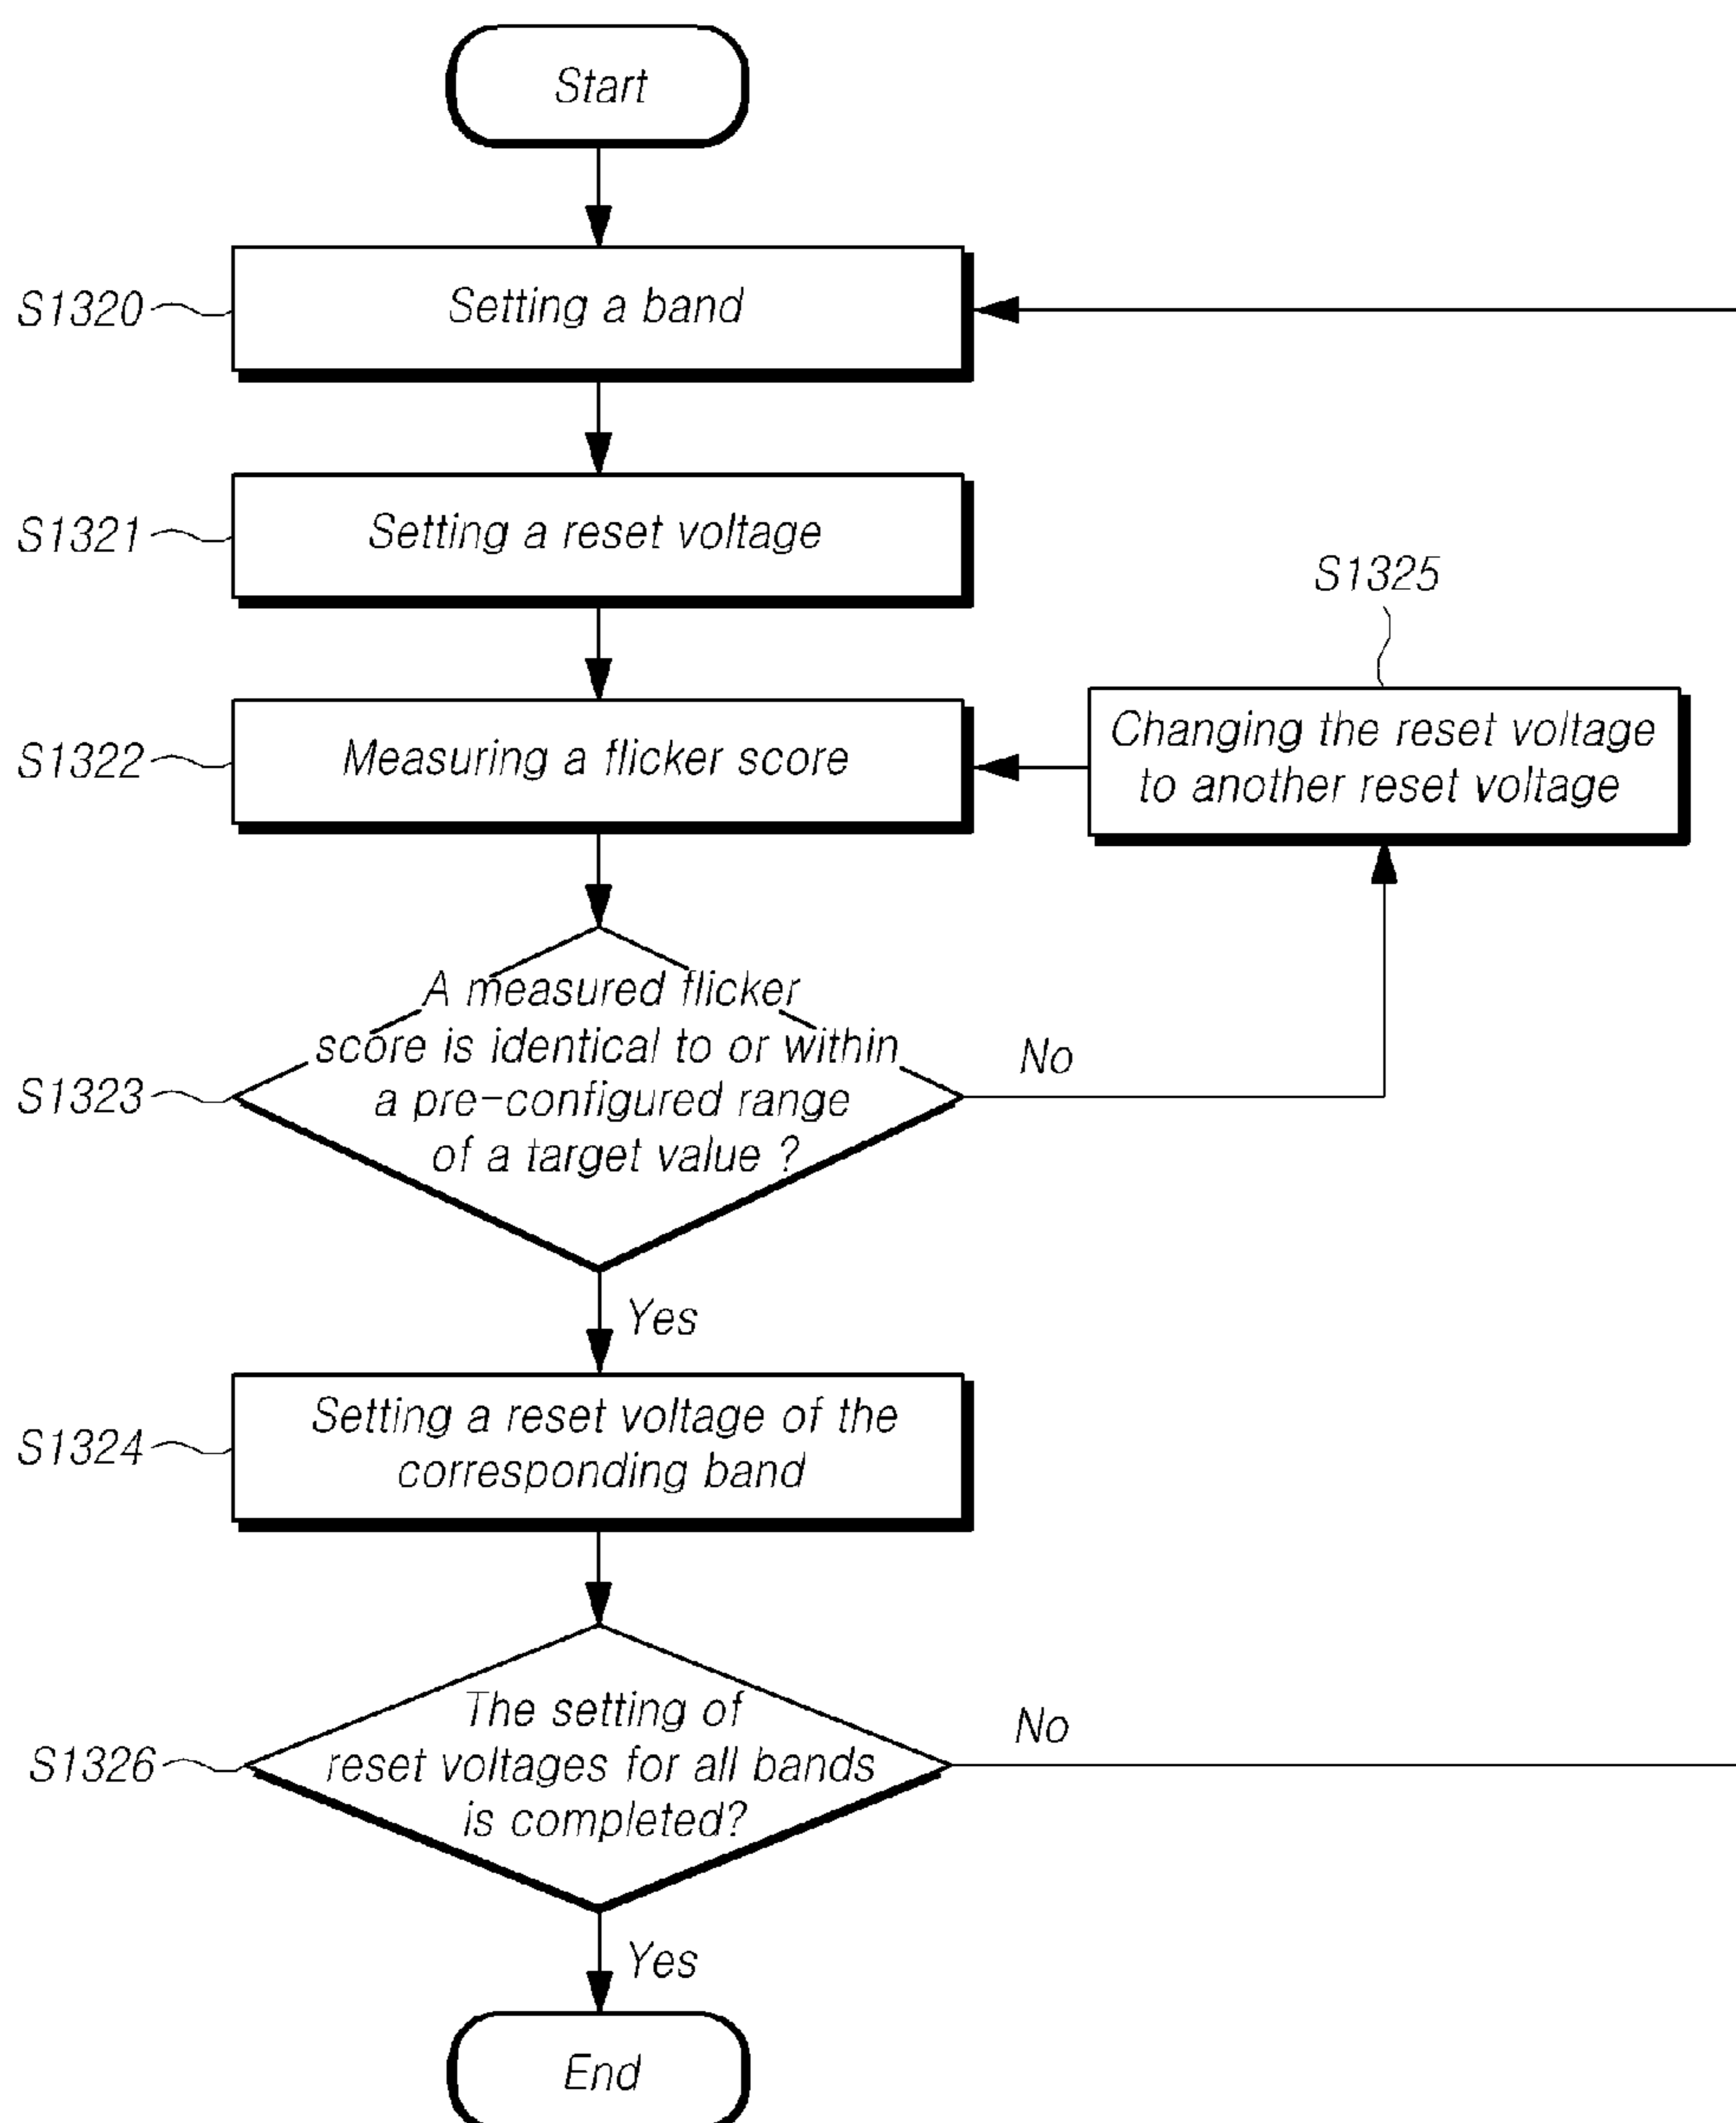 Start
S1320
Setting a band
S1321
Setting a reset voltage
S1325
S1322
Measuring a flicker score
Changing the reset voltage
to another reset voltage
A measured flicker
score is identical to or within
a pre-configured range
of a target value ?
S1323
No
Yes
S1324
Setting a reset voltage of the
corresponding band
S1326
The setting of
reset voltages for all bands
is completed?
No
Yes
End